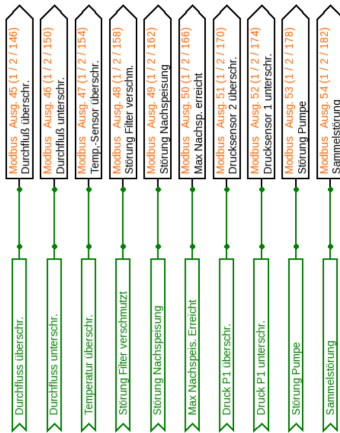 Modbus Ausg. 45 (1 / 2 / 146)
Durchfluß überschr.
Modbus Ausg. 46 (1 / 2 / 150)
Durchfluß unterschr.
Modbus Ausg. 47 (1 / 2 / 154)
Temp.-Sensor überschr.
Modbus Ausg. 48 (1 / 2 / 158)
Störung Filter verschm.
Modbus Ausg. 49 (1 / 2 / 162)
Störung Nachspeisung
Modbus Ausg. 50 (1 / 2 / 166)
Max Nachsp. erreicht
Modbus Ausg. 51 (1 / 2 / 170)
Drucksensor 2 überschr.
Modbus Ausg. 52 (1 / 2 / 174)
Drucksensor 1 unterschr.
Modbus Ausg. 53 (1 / 2 / 178)
Störung Pumpe
Modbus Ausg. 54 (1 / 2 / 182)
Sammelstörung
Durchfluss überschr.
Durchfluss unterschr.
Temperatur überschr.
Störung Filter verschmutzt
Störung Nachspeisung
Max Nachspeis. Erreicht
Druck P1 überschr.
Druck P1 unterschr.
Störung Pumpe
Sammelstörung